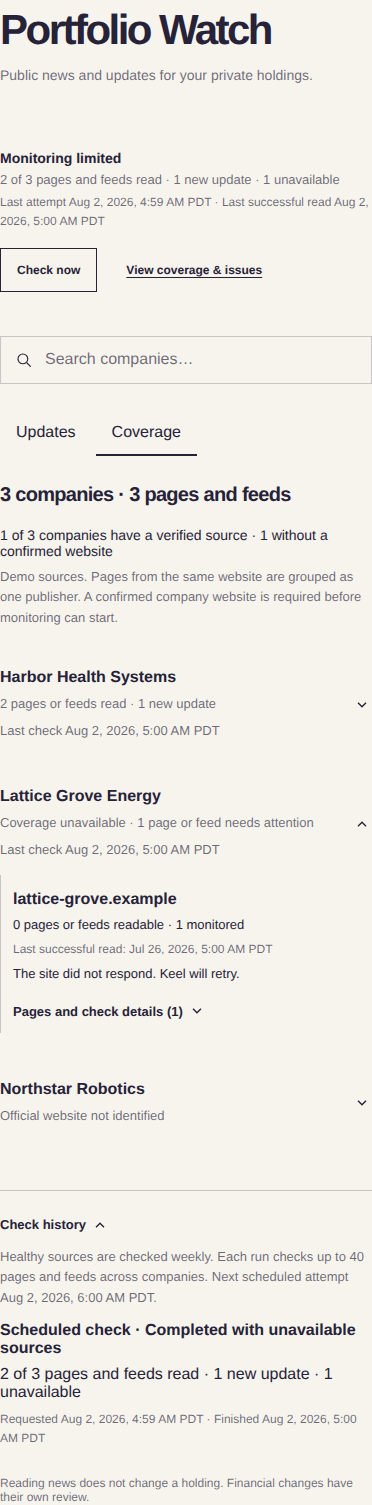 Portfolio Watch
Public news and updates for your private holdings.
Monitoring limited
2 of 3 pages and feeds read · 1 new update · 1 unavailable
Last attempt Aug 2, 2026, 4:59 AM PDT · Last successful read Aug 2,
2026, 5:00 AM PDT
Check now
View coverage & issues
Search companies…
Updates
Coverage
3 companies · 3 pages and feeds
1 of 3 companies have a verified source · 1 without a
confirmed website
Demo sources. Pages from the same website are grouped as
one publisher. A confirmed company website is required before
monitoring can start.
Harbor Health Systems
2 pages or feeds read · 1 new update
Last check Aug 2, 2026, 5:00 AM PDT
Lattice Grove Energy
Coverage unavailable · 1 page or feed needs attention
Last check Aug 2, 2026, 5:00 AM PDT
lattice-grove.example
0 pages or feeds readable · 1 monitored
Last successful read: Jul 26, 2026, 5:00 AM PDT
The site did not respond. Keel will retry.
Pages and check details (1)
Northstar Robotics
Official website not identified
Check history
Healthy sources are checked weekly. Each run checks up to 40
pages and feeds across companies. Next scheduled attempt
Aug 2, 2026, 6:00 AM PDT.
Scheduled check · Completed with unavailable
sources
2 of 3 pages and feeds read · 1 new update · 1
unavailable
Requested Aug 2, 2026, 4:59 AM PDT · Finished Aug 2, 2026, 5:00
AM PDT
Reading news does not change a holding. Financial changes have
their own review.